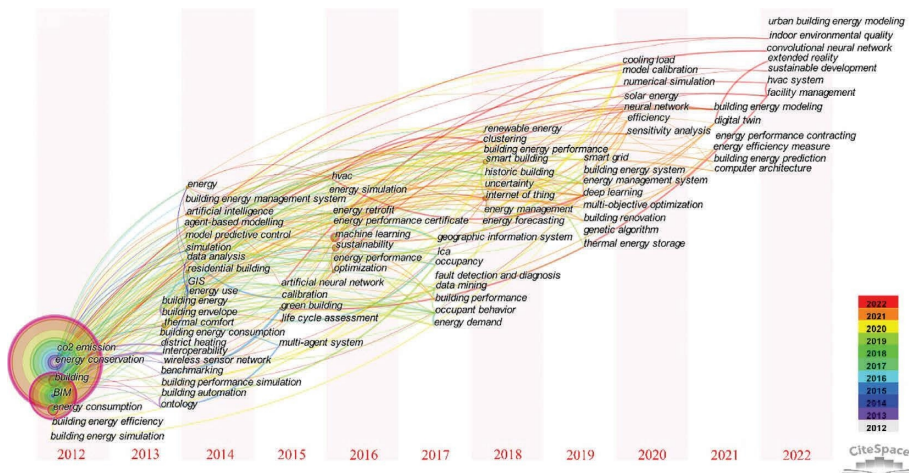 co2 emission
energy conservation
building
BIM
energy consumption
building energy efficiency
building energy simulation
energy
building energy management system
artificial intelligence
agent-based modelling
model predictive control
simulation
data analysis
residential building
GIS
energy use
building energy
building envelope
thermal comfort
building energy consumption
district heating
interoperability
wireless sensor network
benchmarking
building performance simulation
building automation
ontology
artificial neural network
calibration
green building
life cycle assessment
multi-agent system
hvac
energy simulation
energy retrofit
energy performance certificate
machine learning
sustainability
energy performance
optimization
geographic information system
lca
occupancy
fault detection and diagnosis
data mining
building performance
occupant behavior
energy demand
renewable energy
clustering
building energy performance
smart building
historic building
uncertainty
internet of thing
energy management
energy forecasting
smart grid
building energy system
energy management system
deep learning
multi-objective optimization
building renovation
genetic algorithm
thermal energy storage
cooling load
model calibration
numerical simulation
solar energy
neural network
efficiency
sensitivity analysis
building energy modeling
digital twin
energy performance contracting
energy efficiency measure
building energy prediction
computer architecture
urban building energy modeling
indoor environmental quality
convolutional neural network
extended reality
sustainable development
hvac system
facility management
2022
2021
2020
2019
2018
2017
2016
2015
2014
2013
2012
2012 2013 2014 2015 2016 2017 2018 2019 2020 2021 2022
CiteSpace